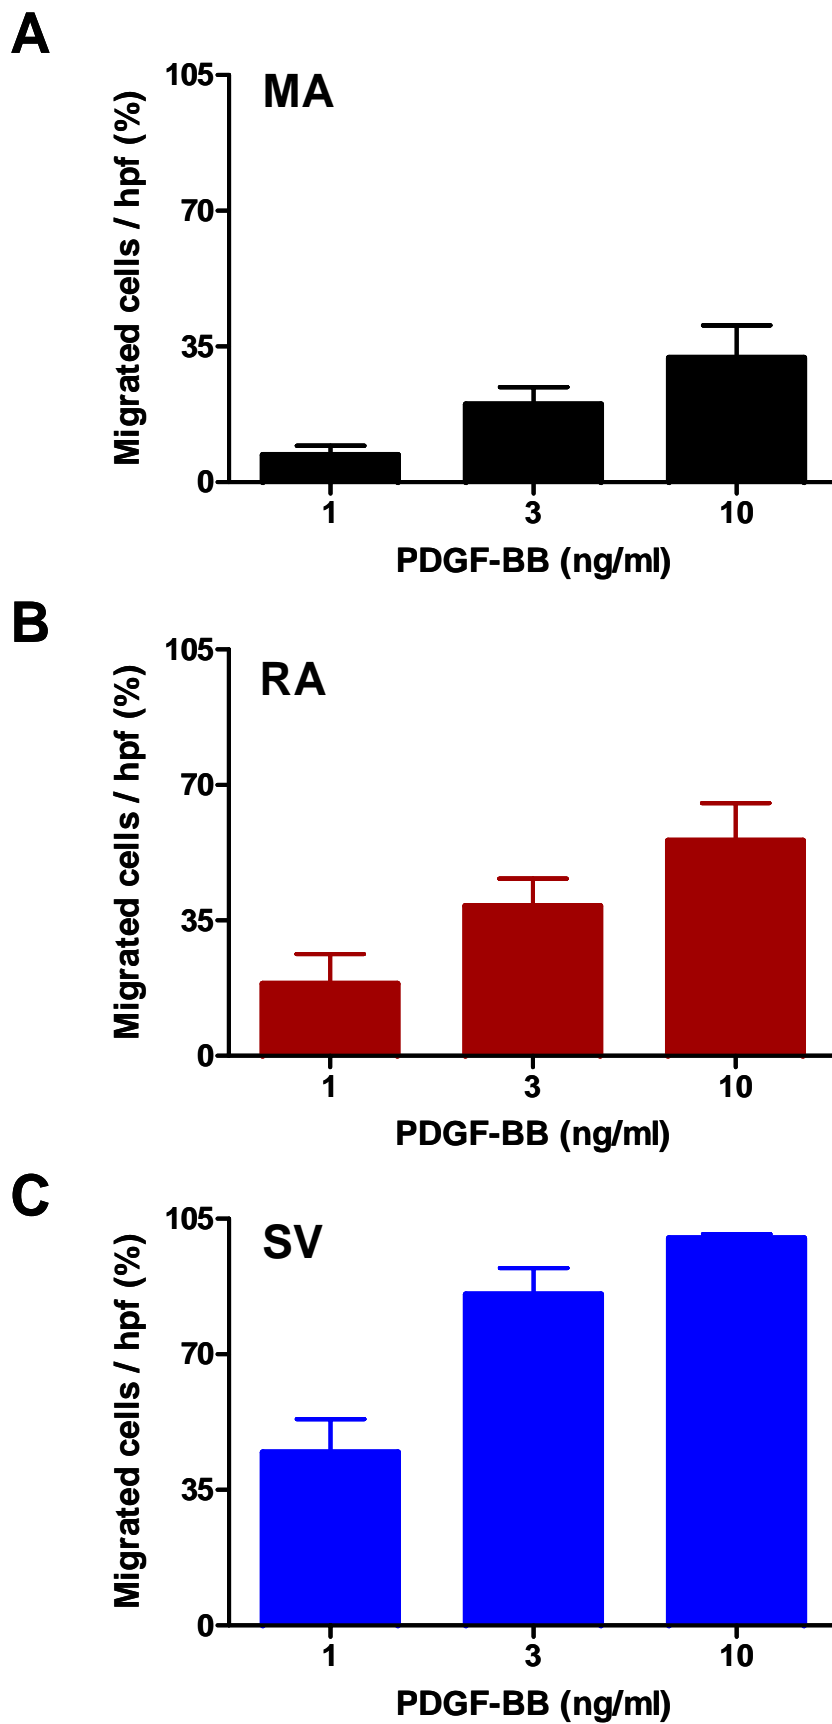 A
MA
Migrated cells / hpf (%)
105
70
35
0
1 3 10
PDGF-BB (ng/ml)
B
RA
Migrated cells / hpf (%)
105
70
35
0
1 3 10
PDGF-BB (ng/ml)
C
SV
Migrated cells / hpf (%)
105
70
35
0
1 3 10
PDGF-BB (ng/ml)